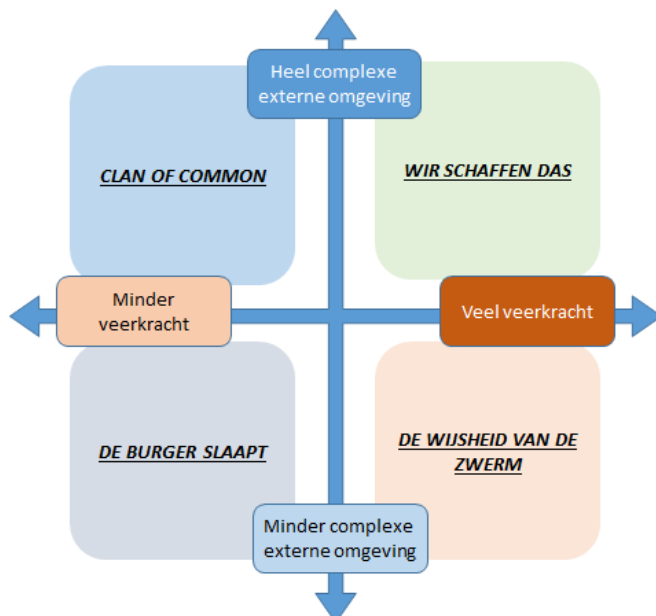 Heel complexe
externe omgeving
CLAN OF COMMON
WIR SCHAFFEN DAS
Minder
veerkracht
Veel veerkracht
DE BURGER SLAAPT
DE WIJSHEID VAN DE
ZWERM
Minder complexe
externe omgeving